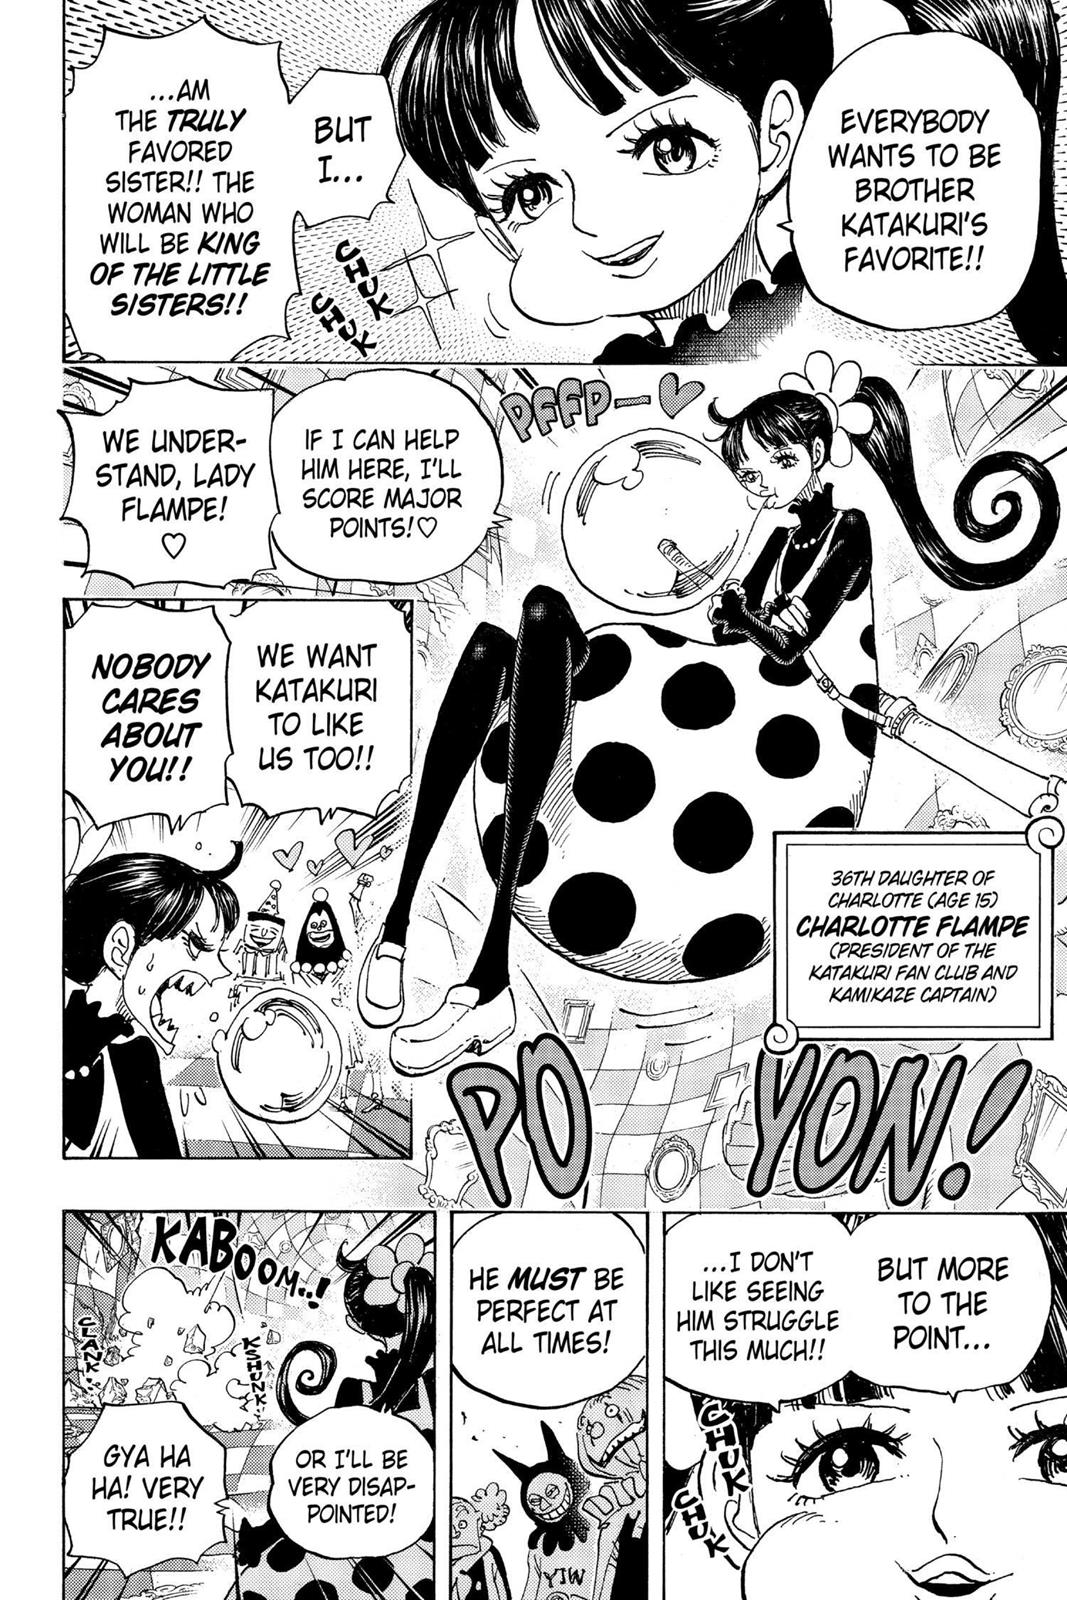 EVERYBODY
WANTS TO BE
BROTHER
KATAKURI'S
FAVORITE!!
BUT
I...
...AM
THE TRULY
FAVORED
SISTER!! THE
WOMAN WHO
WILL BE KING
OF THE LITTLE
SISTERS!!
CHUK
CHUK
PFFP—♥
IF I CAN HELP
HIM HERE, I'LL
SCORE MAJOR
POINTS!♡
WE UNDER-
STAND, LADY
FLAMPE!
♡
WE WANT
KATAKURI
TO LIKE
US TOO!!
NOBODY
CARES
ABOUT
YOU!!
36TH DAUGHTER OF
CHARLOTTE (AGE 15)
CHARLOTTE FLAMPE
(PRESIDENT OF THE
KATAKURI FAN CLUB AND
KAMIKAZE CAPTAIN)
PO YON!
BUT MORE
TO THE
POINT...
...I DON'T
LIKE SEEING
HIM STRUGGLE
THIS MUCH!!
CHUK
CHUK
HE MUST BE
PERFECT AT
ALL TIMES!
YJW
KABOOM..!
CLANK...
KSHUNK
OR I'LL BE
VERY DISAP-
POINTED!
GYA HA
HA! VERY
TRUE!!